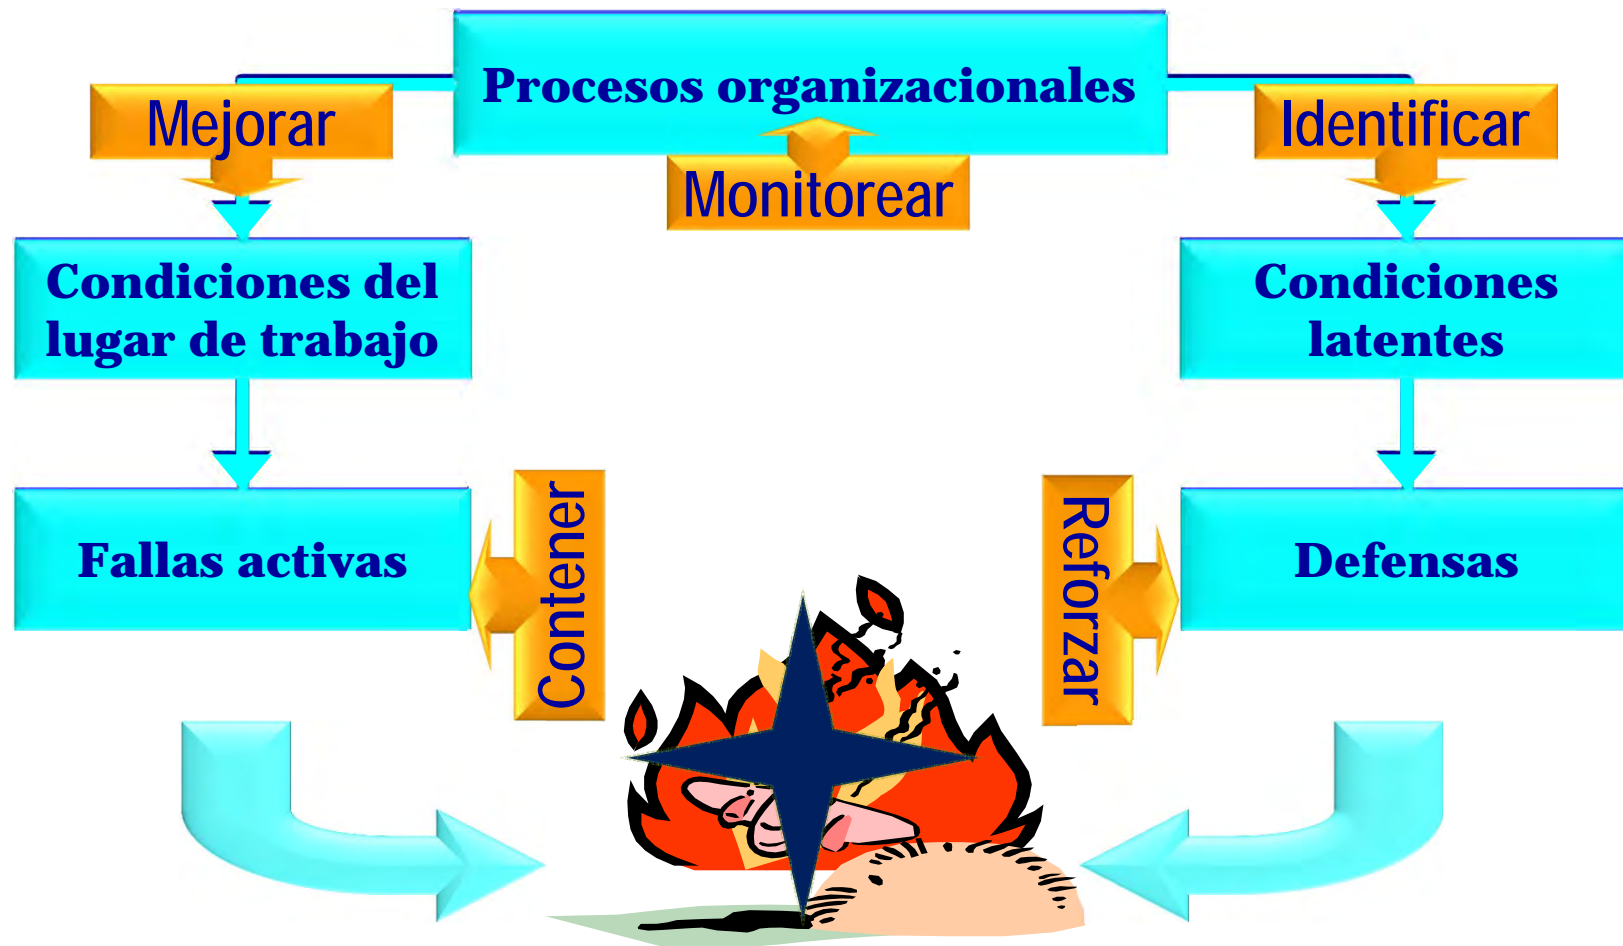 Procesos organizacionales
Mejorar
Identificar
Monitorear
Condiciones del
lugar de trabajo
Condiciones
latentes
Contener
Reforzar
Fallas activas
Defensas